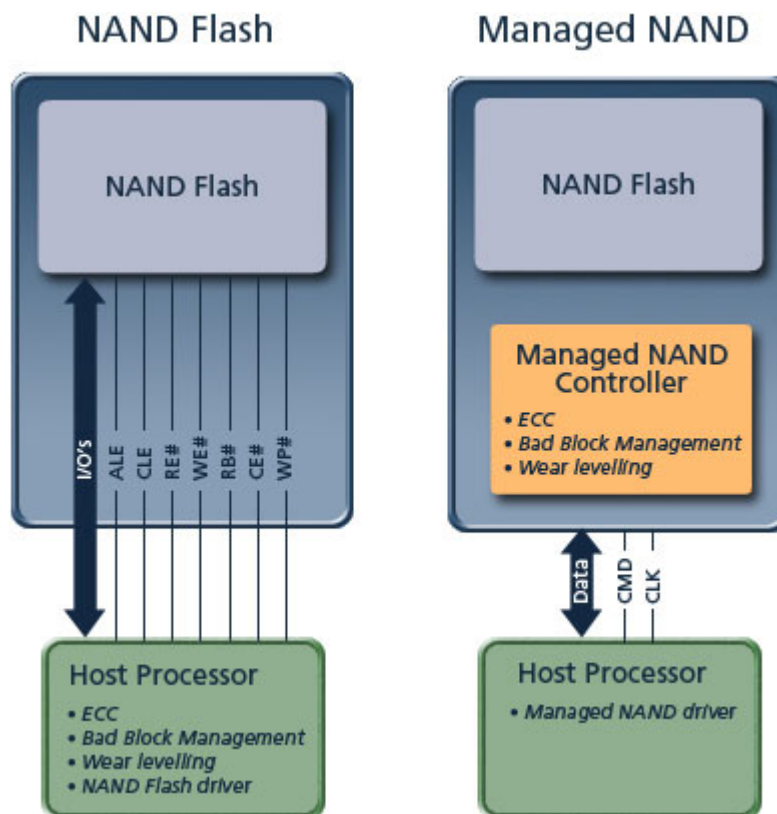 NAND Flash
NAND Flash
I/O's
ALE
CLE
RE#
WE#
RB#
CE#
WP#
Host Processor
• ECC
• Bad Block Management
• Wear levelling
• NAND Flash driver
Managed NAND
NAND Flash
Managed NAND
Controller
• ECC
• Bad Block Management
• Wear levelling
Data
CMD
CLK
Host Processor
• Managed NAND driver